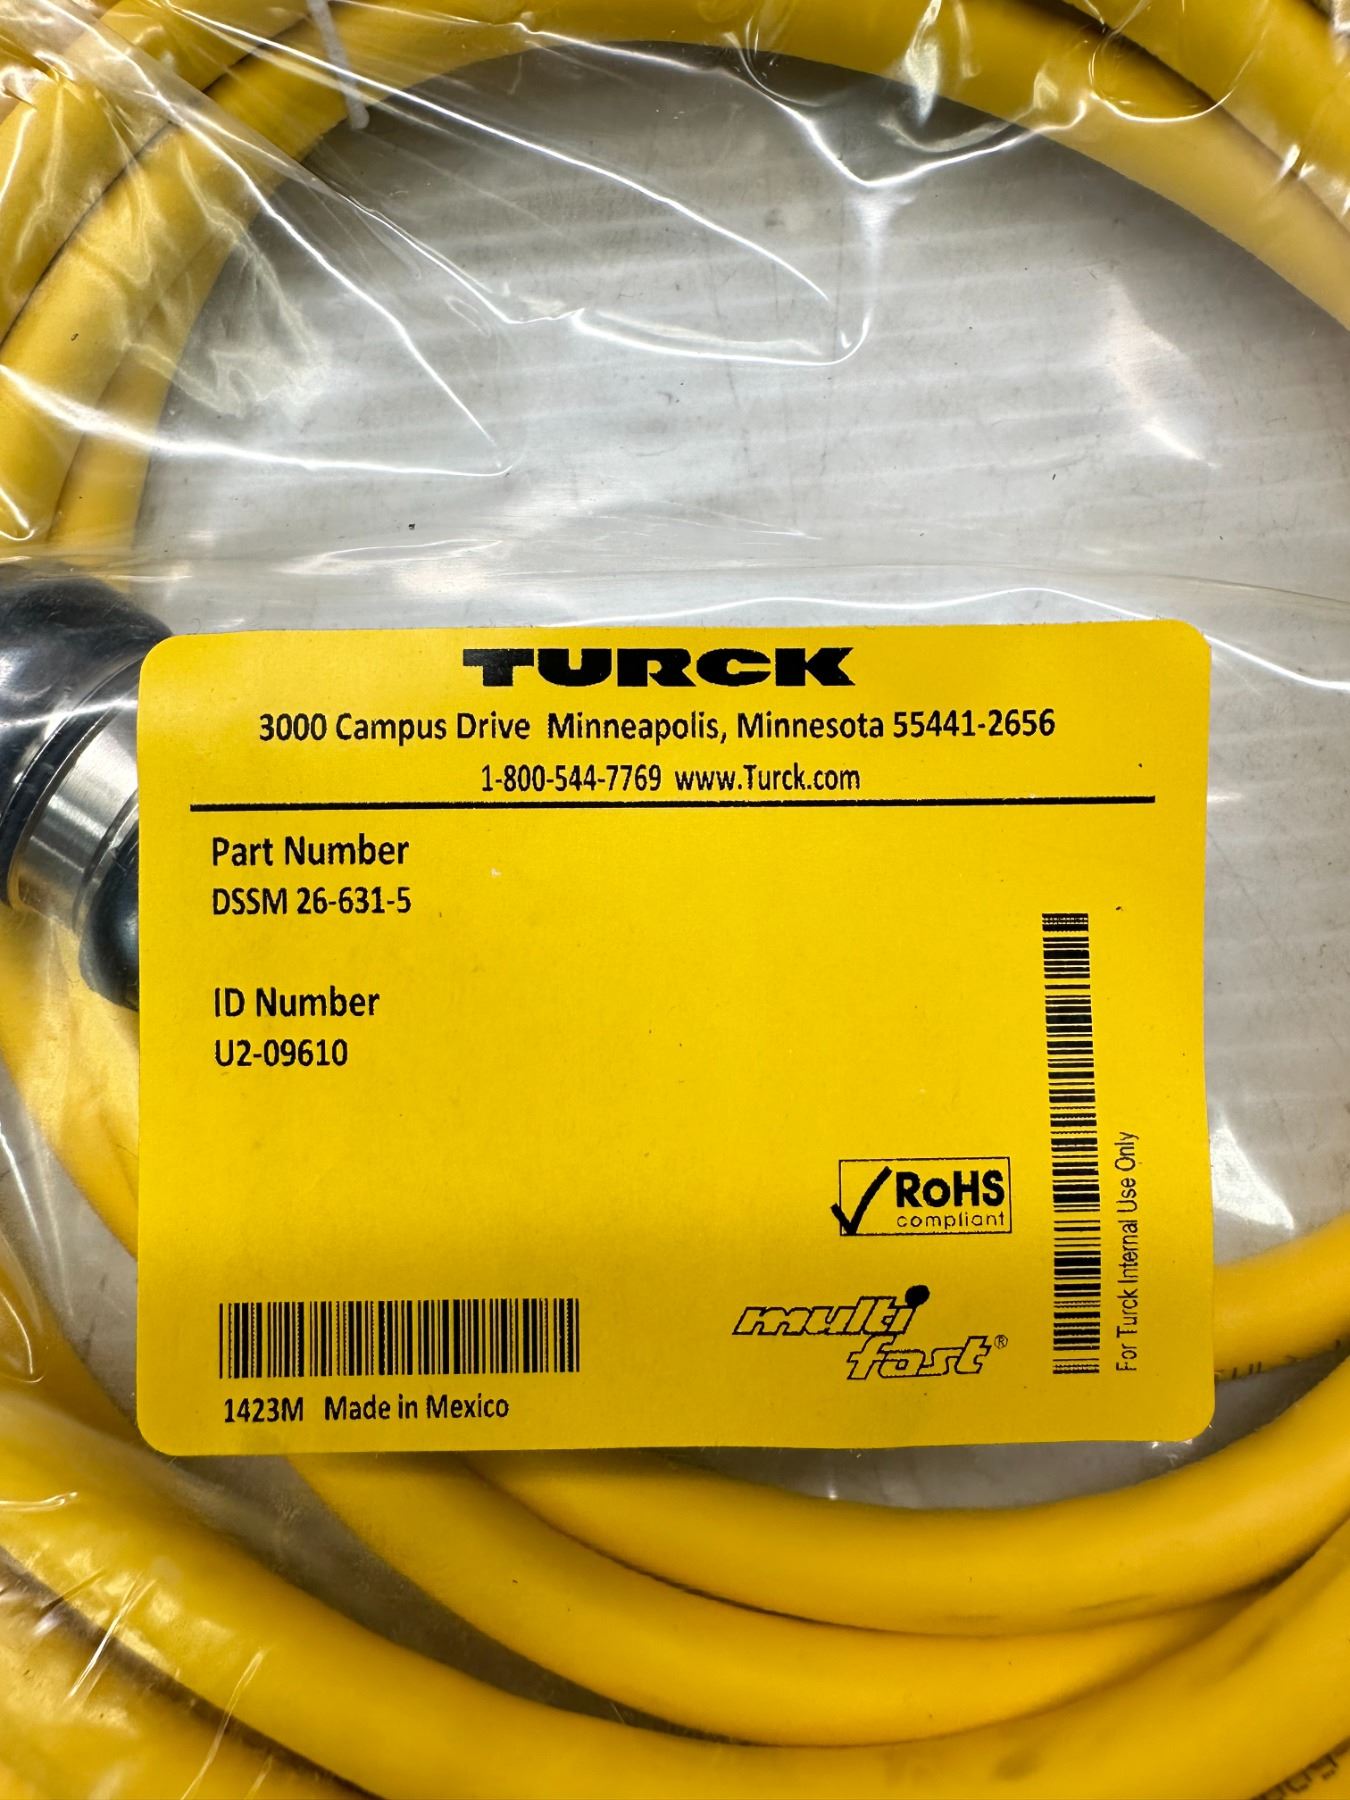 TURCK
3000 Campus Drive Minneapolis, Minnesota 55441-2656
1-800-544-7769 www.Turck.com
Part Number
DSSM 26-631-5
ID Number
U2-09610
RoHS
compliant
multi
fast®
For Turck Internal Use Only
1423M Made in Mexico